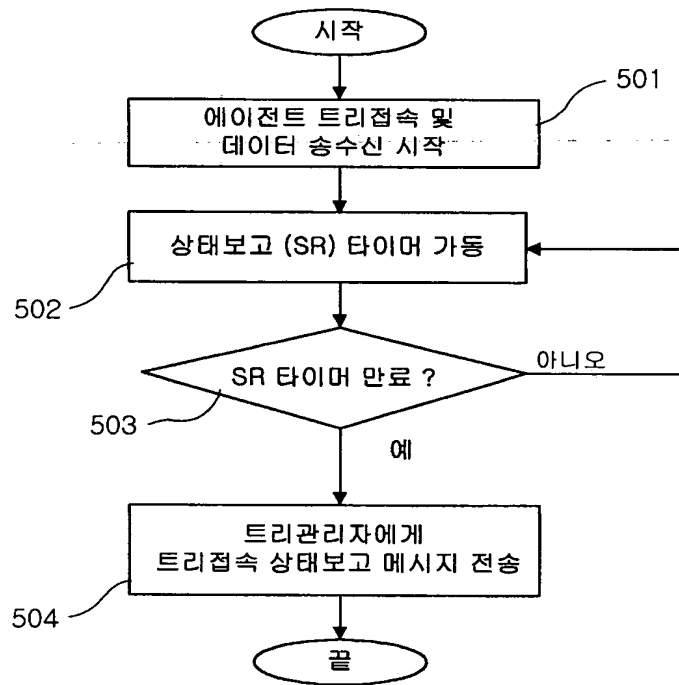 시작
501
에이전트 트리접속 및
데이터 송수신 시작
상태보고 (SR) 타이머 가동
502
SR 타이머 만료 ?
아니오
503
예
트리관리자에게
트리접속 상태보고 메시지 전송
504
끝